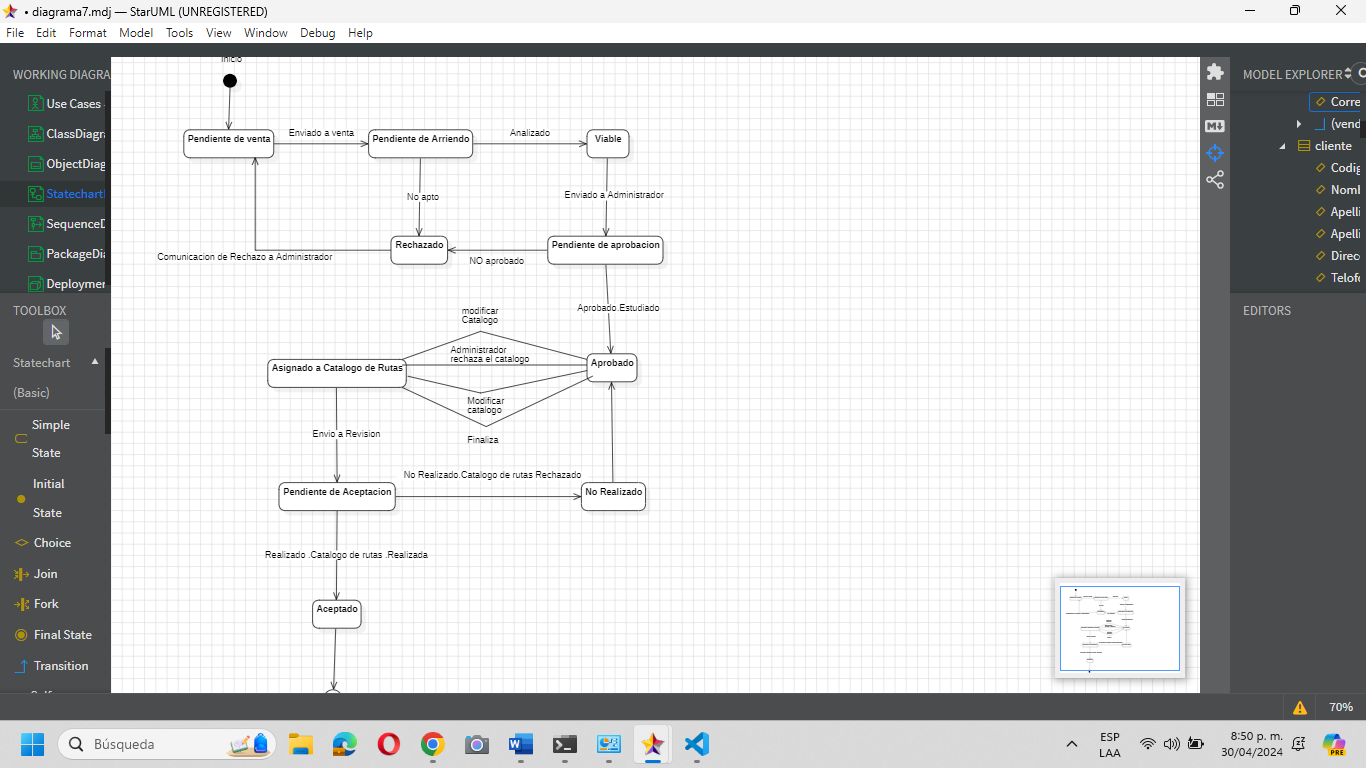 • diagrama7.mdj — StarUML (UNREGISTERED)
File Edit Format Model Tools View Window Debug Help
WORKING DIAGRA
Use Cases
ClassDiagra
ObjectDiag
Statechart
SequenceD
PackageDia
Deploymer
TOOLBOX
Statechart
(Basic)
Simple
State
Initial
State
Choice
Join
Fork
Final State
Transition
Inicio
Pendiente de venta
Enviado a venta
Pendiente de Arriendo
Analizado
Viable
No apto
Enviado a Administrador
Rechazado
Pendiente de aprobacion
Comunicacion de Rechazo a Administrador
NO aprobado
Aprobado.Estudiado
modificar
Catalogo
Administrador
rechaza el catalogo
Asignado a Catalogo de Rutas
Aprobado
Modificar
catalogo
Finaliza
Envio a Revision
No Realizado.Catalogo de rutas Rechazado
Pendiente de Aceptacion
No Realizado
Realizado .Catalogo de rutas .Realizada
Aceptado
MODEL EXPLORER
Corre
(vend
cliente
Codig
Noml
Apelli
Apelli
Direc
Telofo
EDITORS
70%
Búsqueda
ESP
LAA
8:50 p. m.
30/04/2024
PRE